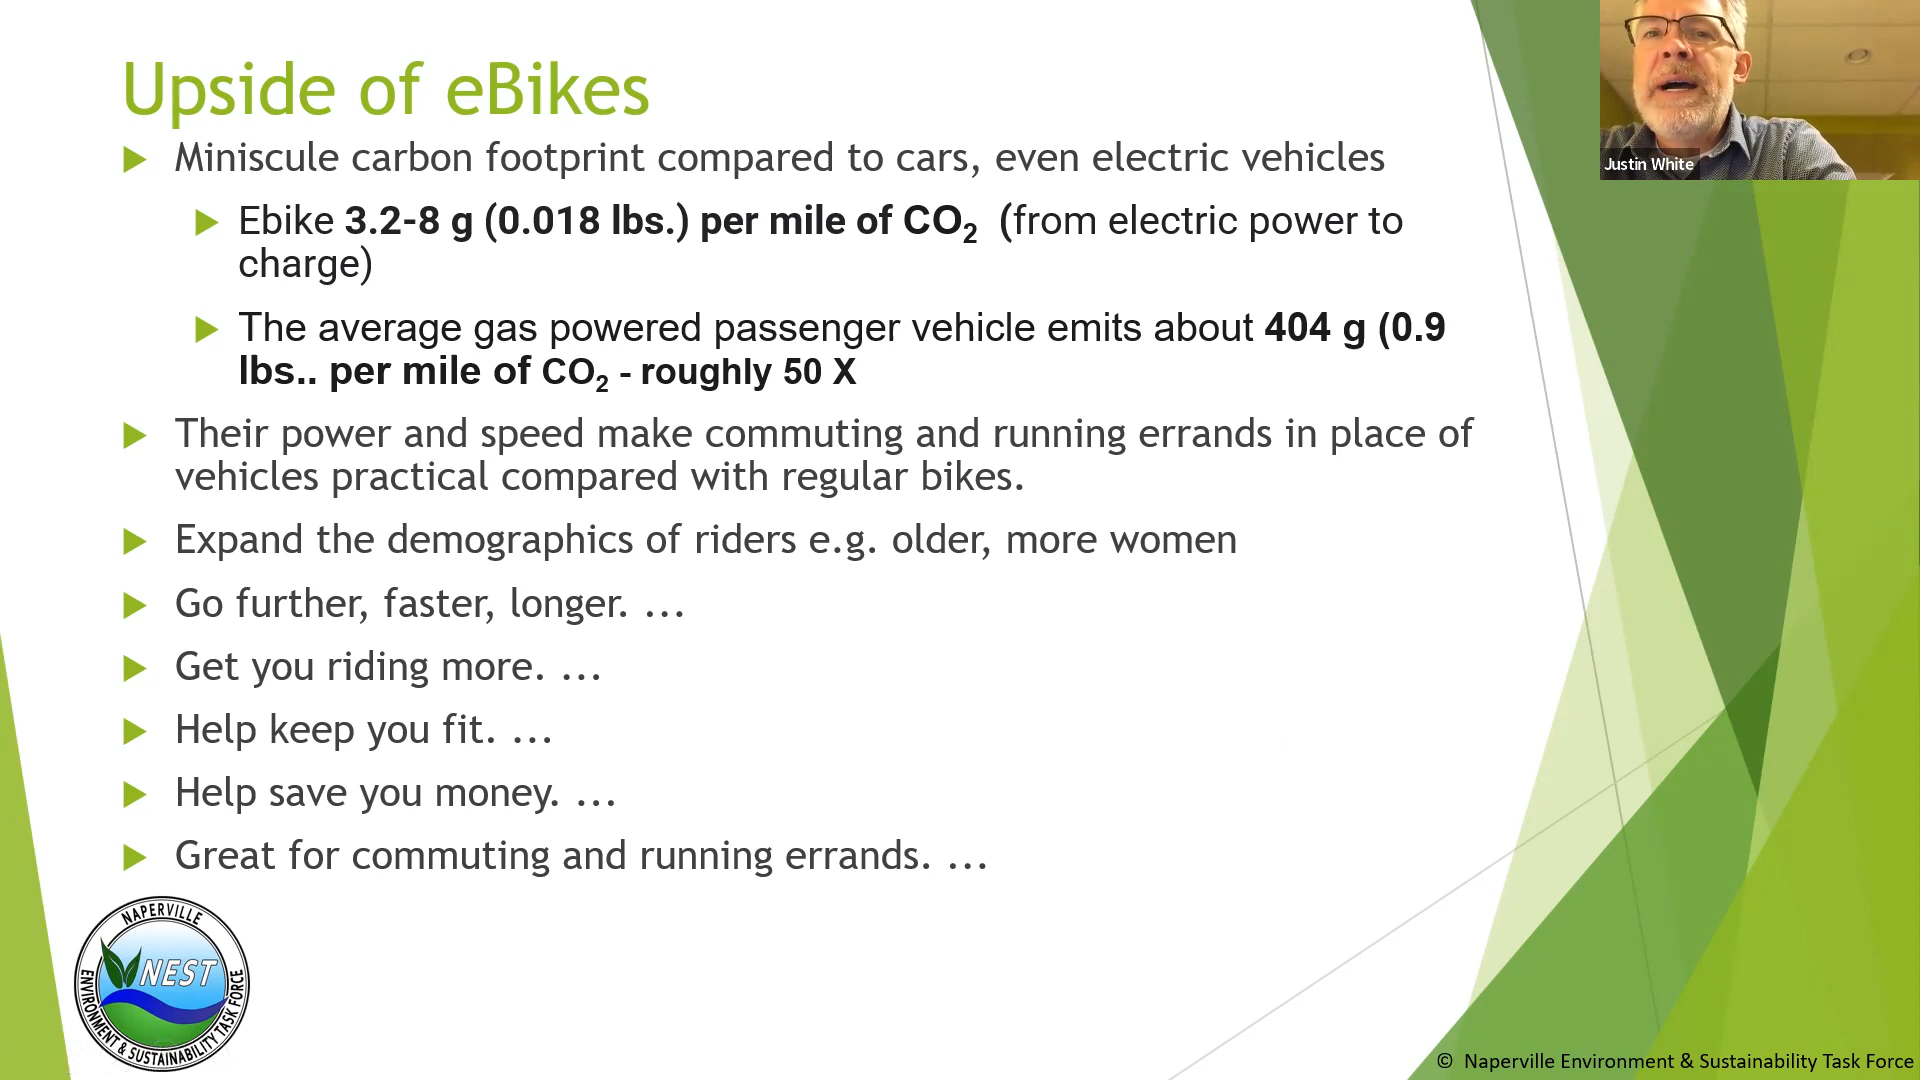 Upside of eBikes
Miniscule carbon footprint compared to cars, even electric vehicles
Ebike 3.2-8 g (0.018 lbs.) per mile of CO₂ (from electric power to
charge)
The average gas powered passenger vehicle emits about 404 g (0.9
lbs.. per mile of CO₂ - roughly 50 X
Their power and speed make commuting and running errands in place of
vehicles practical compared with regular bikes.
Expand the demographics of riders e.g. older, more women
Go further, faster, longer. ...
Get you riding more. ...
Help keep you fit. ...
Help save you money. ...
Great for commuting and running errands. ...
Justin White
NAPERVILLE
NEST
ENVIRONMENT & SUSTAINABILITY TASK FORCE
© Naperville Environment & Sustainability Task Force